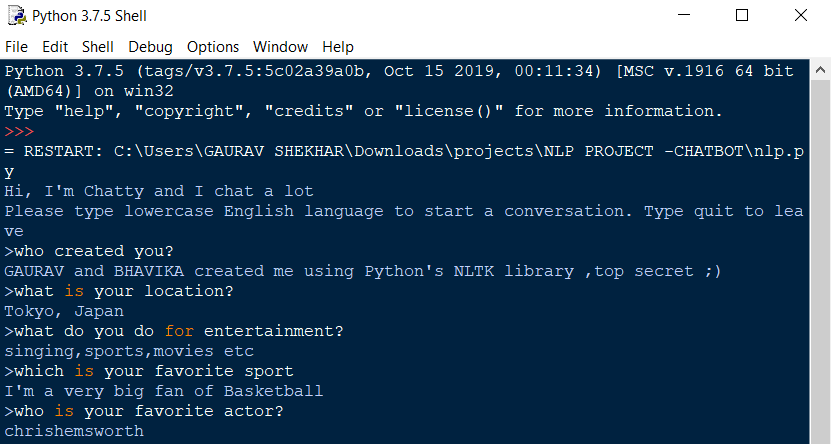 Python 3.7.5 Shell
File Edit Shell Debug Options Window Help
Python 3.7.5 (tags/v3.7.5:5c02a39a0b, Oct 15 2019, 00:11:34) [MSC v.1916 64 bit
(AMD64)] on win32
Type "help", "copyright", "credits" or "license()" for more information.
>>>
= RESTART: C:\Users\GAURAV SHEKHAR\Downloads\projects\NLP PROJECT -CHATBOT\nlp.p
y
Hi, I'm Chatty and I chat a lot
Please type lowercase English language to start a conversation. Type quit to lea
ve
>who created you?
GAURAV and BHAVIKA created me using Python's NLTK library ,top secret ;)
>what is your location?
Tokyo, Japan
>what do you do for entertainment?
singing,sports,movies etc
>which is your favorite sport
I'm a very big fan of Basketball
>who is your favorite actor?
chrishemsworth